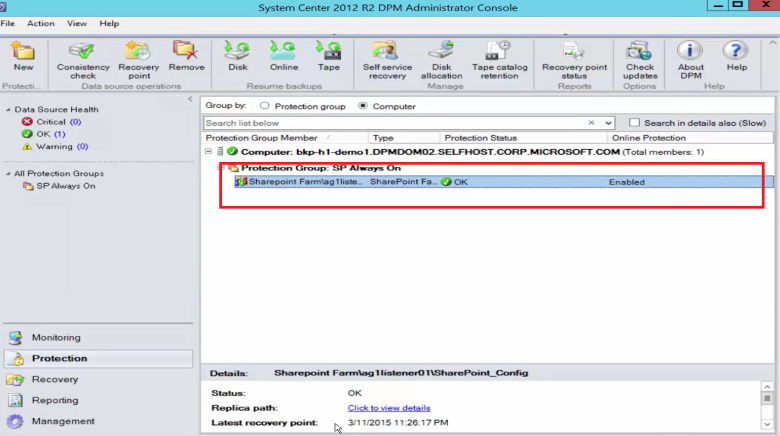 System Center 2012 R2 DPM Administrator Console
File Action View Help
New Consistency check Recovery point Remove Disk Online Tape Self service recovery Disk allocation Tape catalog retention Recovery point status Check updates About DPM Help
Protecti... Data source operations Resume backups Manage Reports Options Help
Data Source Health
Critical (0)
OK (1)
Warning (0)
All Protection Groups
SP Always On
Monitoring
Protection
Recovery
Reporting
Management
Group by: Protection group Computer
Search list below Search in details also (Slow)
Protection Group Member / Type Protection Status Online Protection
Computer: bkp-h1-demo1.DPMDOM02.SELFHOST.CORP.MICROSOFT.COM (Total members: 1)
Protection Group: SP Always On
Sharepoint Farm\ag1liste... SharePoint Fa... OK Enabled
Details: Sharepoint Farm\ag1listener01\SharePoint_Config
Status: OK
Replica path: Click to view details
Latest recovery point: 3/11/2015 11:26:17 PM